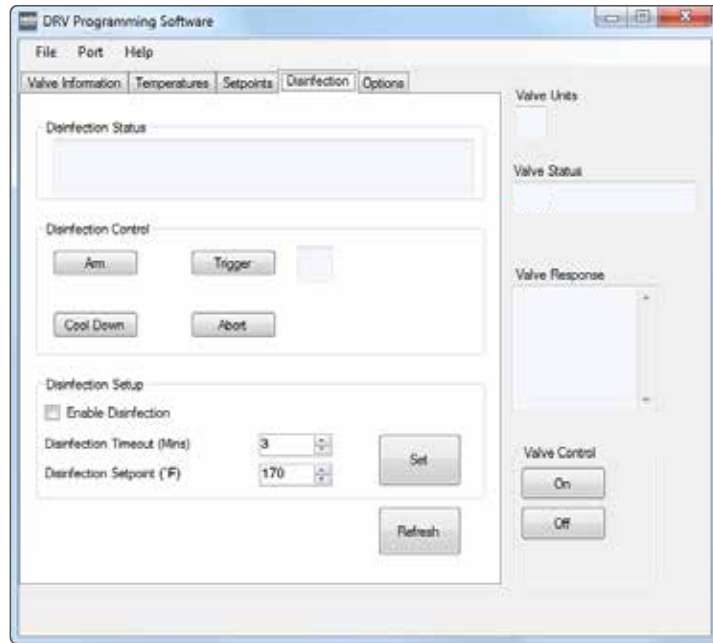 DRV Programming Software
File Port Help
Valve Information Temperatures Setpoints Disinfection Options
Disinfection Status
Disinfection Control
Arm Trigger
Cool Down Abort
Disinfection Setup
Enable Disinfection
Disinfection Timeout (Mins) 3
Disinfection Setpoint (°F) 170
Set
Refresh
Valve Units
Valve Status
Valve Response
Valve Control
On
Off